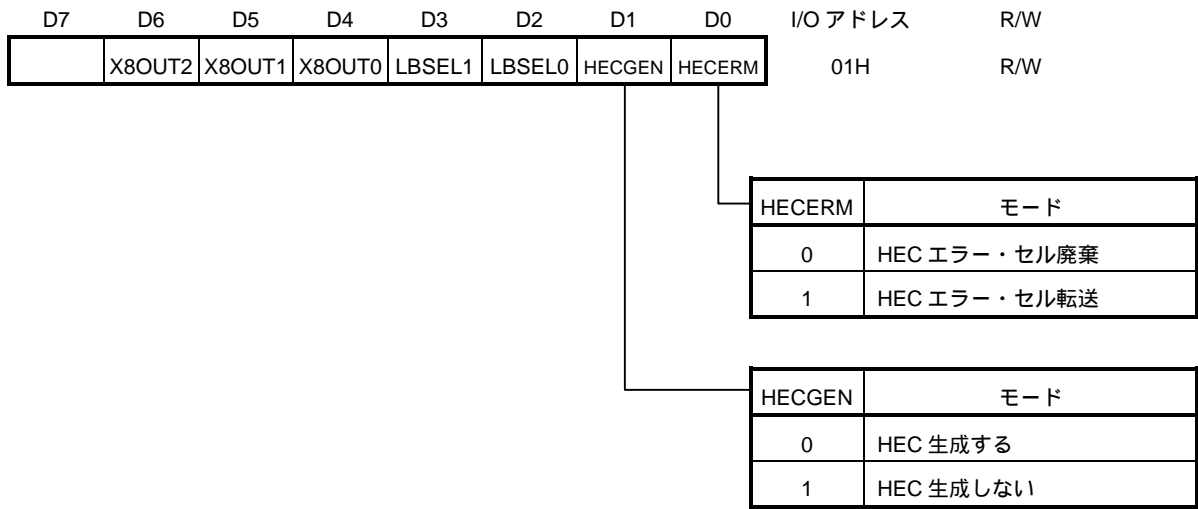 D7 D6 D5 D4 D3 D2 D1 D0 I/O アドレス R/W
X8OUT2 X8OUT1 X8OUT0 LBSEL1 LBSEL0 HECGEN HECERM 01H R/W
HECERM モード
0 HEC エラー・セル廃棄
1 HEC エラー・セル転送
HECGEN モード
0 HEC 生成する
1 HEC 生成しない